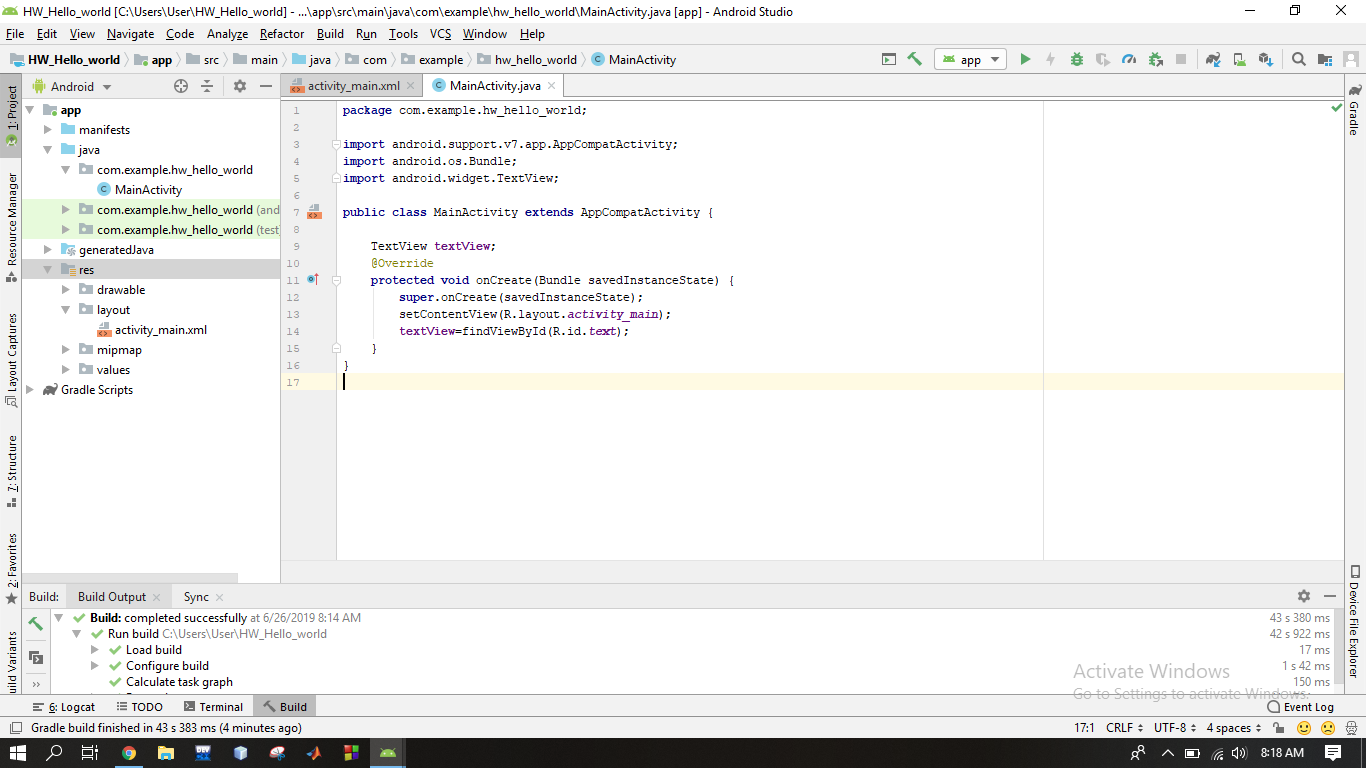 HW_Hello_world [C:\Users\User\HW_Hello_world] - ...\app\src\main\java\com\example\hw_hello_world\MainActivity.java [app] - Android Studio
File Edit View Navigate Code Analyze Refactor Build Run Tools VCS Window Help
HW_Hello_world app src main java com example hw_hello_world MainActivity
app
Android
activity_main.xml
MainActivity.java
1: Project
Resource Manager
Layout Captures
7: Structure
2: Favorites
uild Variants
app
manifests
java
com.example.hw_hello_world
MainActivity
com.example.hw_hello_world (and
com.example.hw_hello_world (test
generatedJava
res
drawable
layout
activity_main.xml
mipmap
values
Gradle Scripts
1 package com.example.hw_hello_world;
2
3 import android.support.v7.app.AppCompatActivity;
4 import android.os.Bundle;
5 import android.widget.TextView;
6
7 public class MainActivity extends AppCompatActivity {
8
9 TextView textView;
10 @Override
11 protected void onCreate(Bundle savedInstanceState) {
12 super.onCreate(savedInstanceState);
13 setContentView(R.layout.activity_main);
14 textView=findViewById(R.id.text);
15 }
16 }
17
Gradle
Device File Explorer
Build: Build Output Sync
Build: completed successfully at 6/26/2019 8:14 AM 43 s 380 ms
Run build C:\Users\User\HW_Hello_world 42 s 922 ms
Load build 17 ms
Configure build 1 s 42 ms
Calculate task graph 150 ms
Activate Windows
Go to Settings to activate Windows.
6: Logcat TODO Terminal Build Event Log
Gradle build finished in 43 s 383 ms (4 minutes ago) 17:1 CRLF UTF-8 4 spaces
8:18 AM